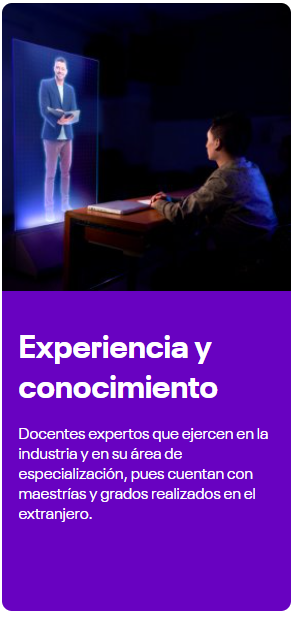 Experiencia y
conocimiento
Docentes expertos que ejercen en la
industria y en su área de
especialización, pues cuentan con
maestrías y grados realizados en el
extranjero.